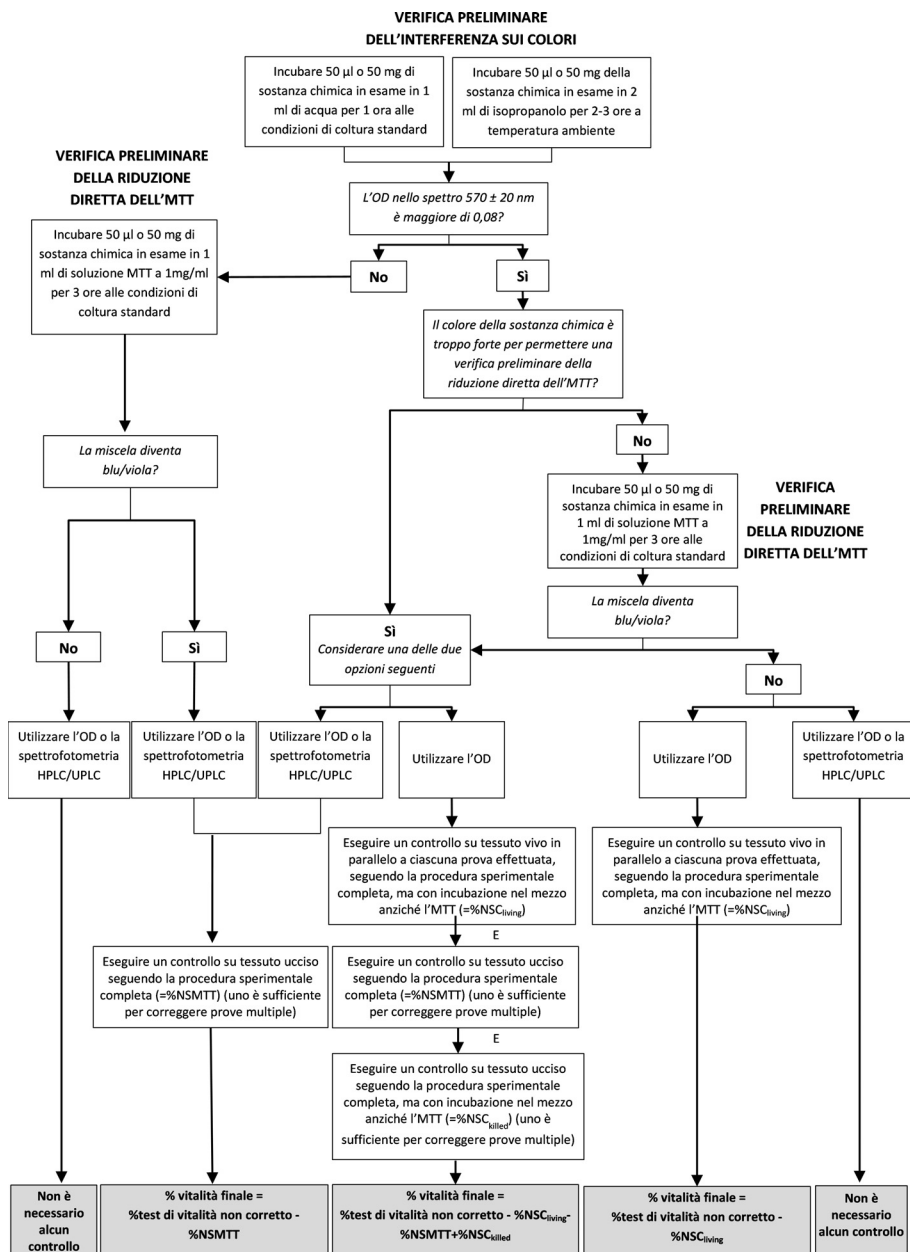 VERIFICA PRELIMINARE
DELL'INTERFERENZA SUI COLORI
Incubare 50 µl o 50 mg di
sostanza chimica in esame in 1
ml di acqua per 1 ora alle
condizioni di coltura standard
Incubare 50 µl o 50 mg della
sostanza chimica in esame in 2
ml di isopropanolo per 2-3 ore a
temperatura ambiente
VERIFICA PRELIMINARE
DELLA RIDUZIONE
DIRETTA DELL'MTT
L'OD nello spettro 570 ± 20 nm
è maggiore di 0,08?
Incubare 50 µl o 50 mg di
sostanza chimica in esame in 1
ml di soluzione MTT a 1mg/ml
per 3 ore alle condizioni di
coltura standard
No
Sì
Il colore della sostanza chimica è
troppo forte per permettere una
verifica preliminare della
riduzione diretta dell'MTT?
La miscela diventa
blu/viola?
No
Incubare 50 µl o 50 mg di
sostanza chimica in esame in
1 ml di soluzione MTT a
1mg/ml per 3 ore alle
condizioni di coltura standard
VERIFICA
PRELIMINARE
DELLA RIDUZIONE
DIRETTA DELL'MTT
La miscela diventa
blu/viola?
No
Sì
Sì
Considerare una delle due
opzioni seguenti
No
Utilizzare l'OD o la
spettrofotometria
HPLC/UPLC
Utilizzare l'OD o la
spettrofotometria
HPLC/UPLC
Utilizzare l'OD o la
spettrofotometria
HPLC/UPLC
Utilizzare l'OD
Utilizzare l'OD
Utilizzare l'OD o la
spettrofotometria
HPLC/UPLC
Eseguire un controllo su tessuto vivo in
parallelo a ciascuna prova effettuata,
seguendo la procedura sperimentale
completa, ma con incubazione nel mezzo
anziché l'MTT (=%NSCliving)
Eseguire un controllo su tessuto vivo in
parallelo a ciascuna prova effettuata,
seguendo la procedura sperimentale
completa, ma con incubazione nel mezzo
anziché l'MTT (=%NSCliving)
E
Eseguire un controllo su tessuto ucciso
seguendo la procedura sperimentale
completa (=%NSMTT) (uno è sufficiente
per correggere prove multiple)
Eseguire un controllo su tessuto ucciso
seguendo la procedura sperimentale
completa (=%NSMTT) (uno è sufficiente
per correggere prove multiple)
E
Eseguire un controllo su tessuto ucciso
seguendo la procedura sperimentale
completa, ma con incubazione nel mezzo
anziché l'MTT (=%NSCkilled) (uno è
sufficiente per correggere prove multiple)
Non è
necessario
alcun
controllo
% vitalità finale =
%test di vitalità non corretto -
%NSMTT
% vitalità finale =
%test di vitalità non corretto - %NSCliving-
%NSMTT+%NSCkilled
% vitalità finale =
%test di vitalità non corretto -
%NSCliving
Non è
necessario
alcun controllo